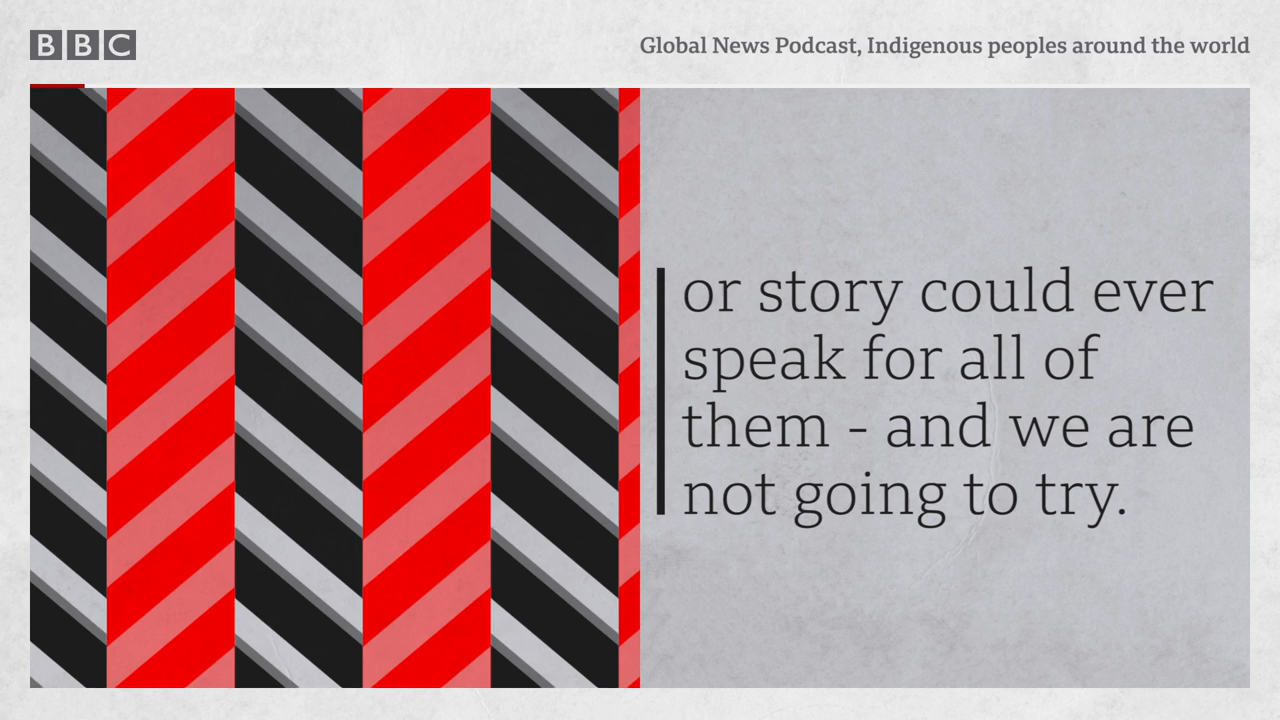 BBC
Global News Podcast, Indigenous peoples around the world
or story could ever
speak for all of
them - and we are
not going to try.